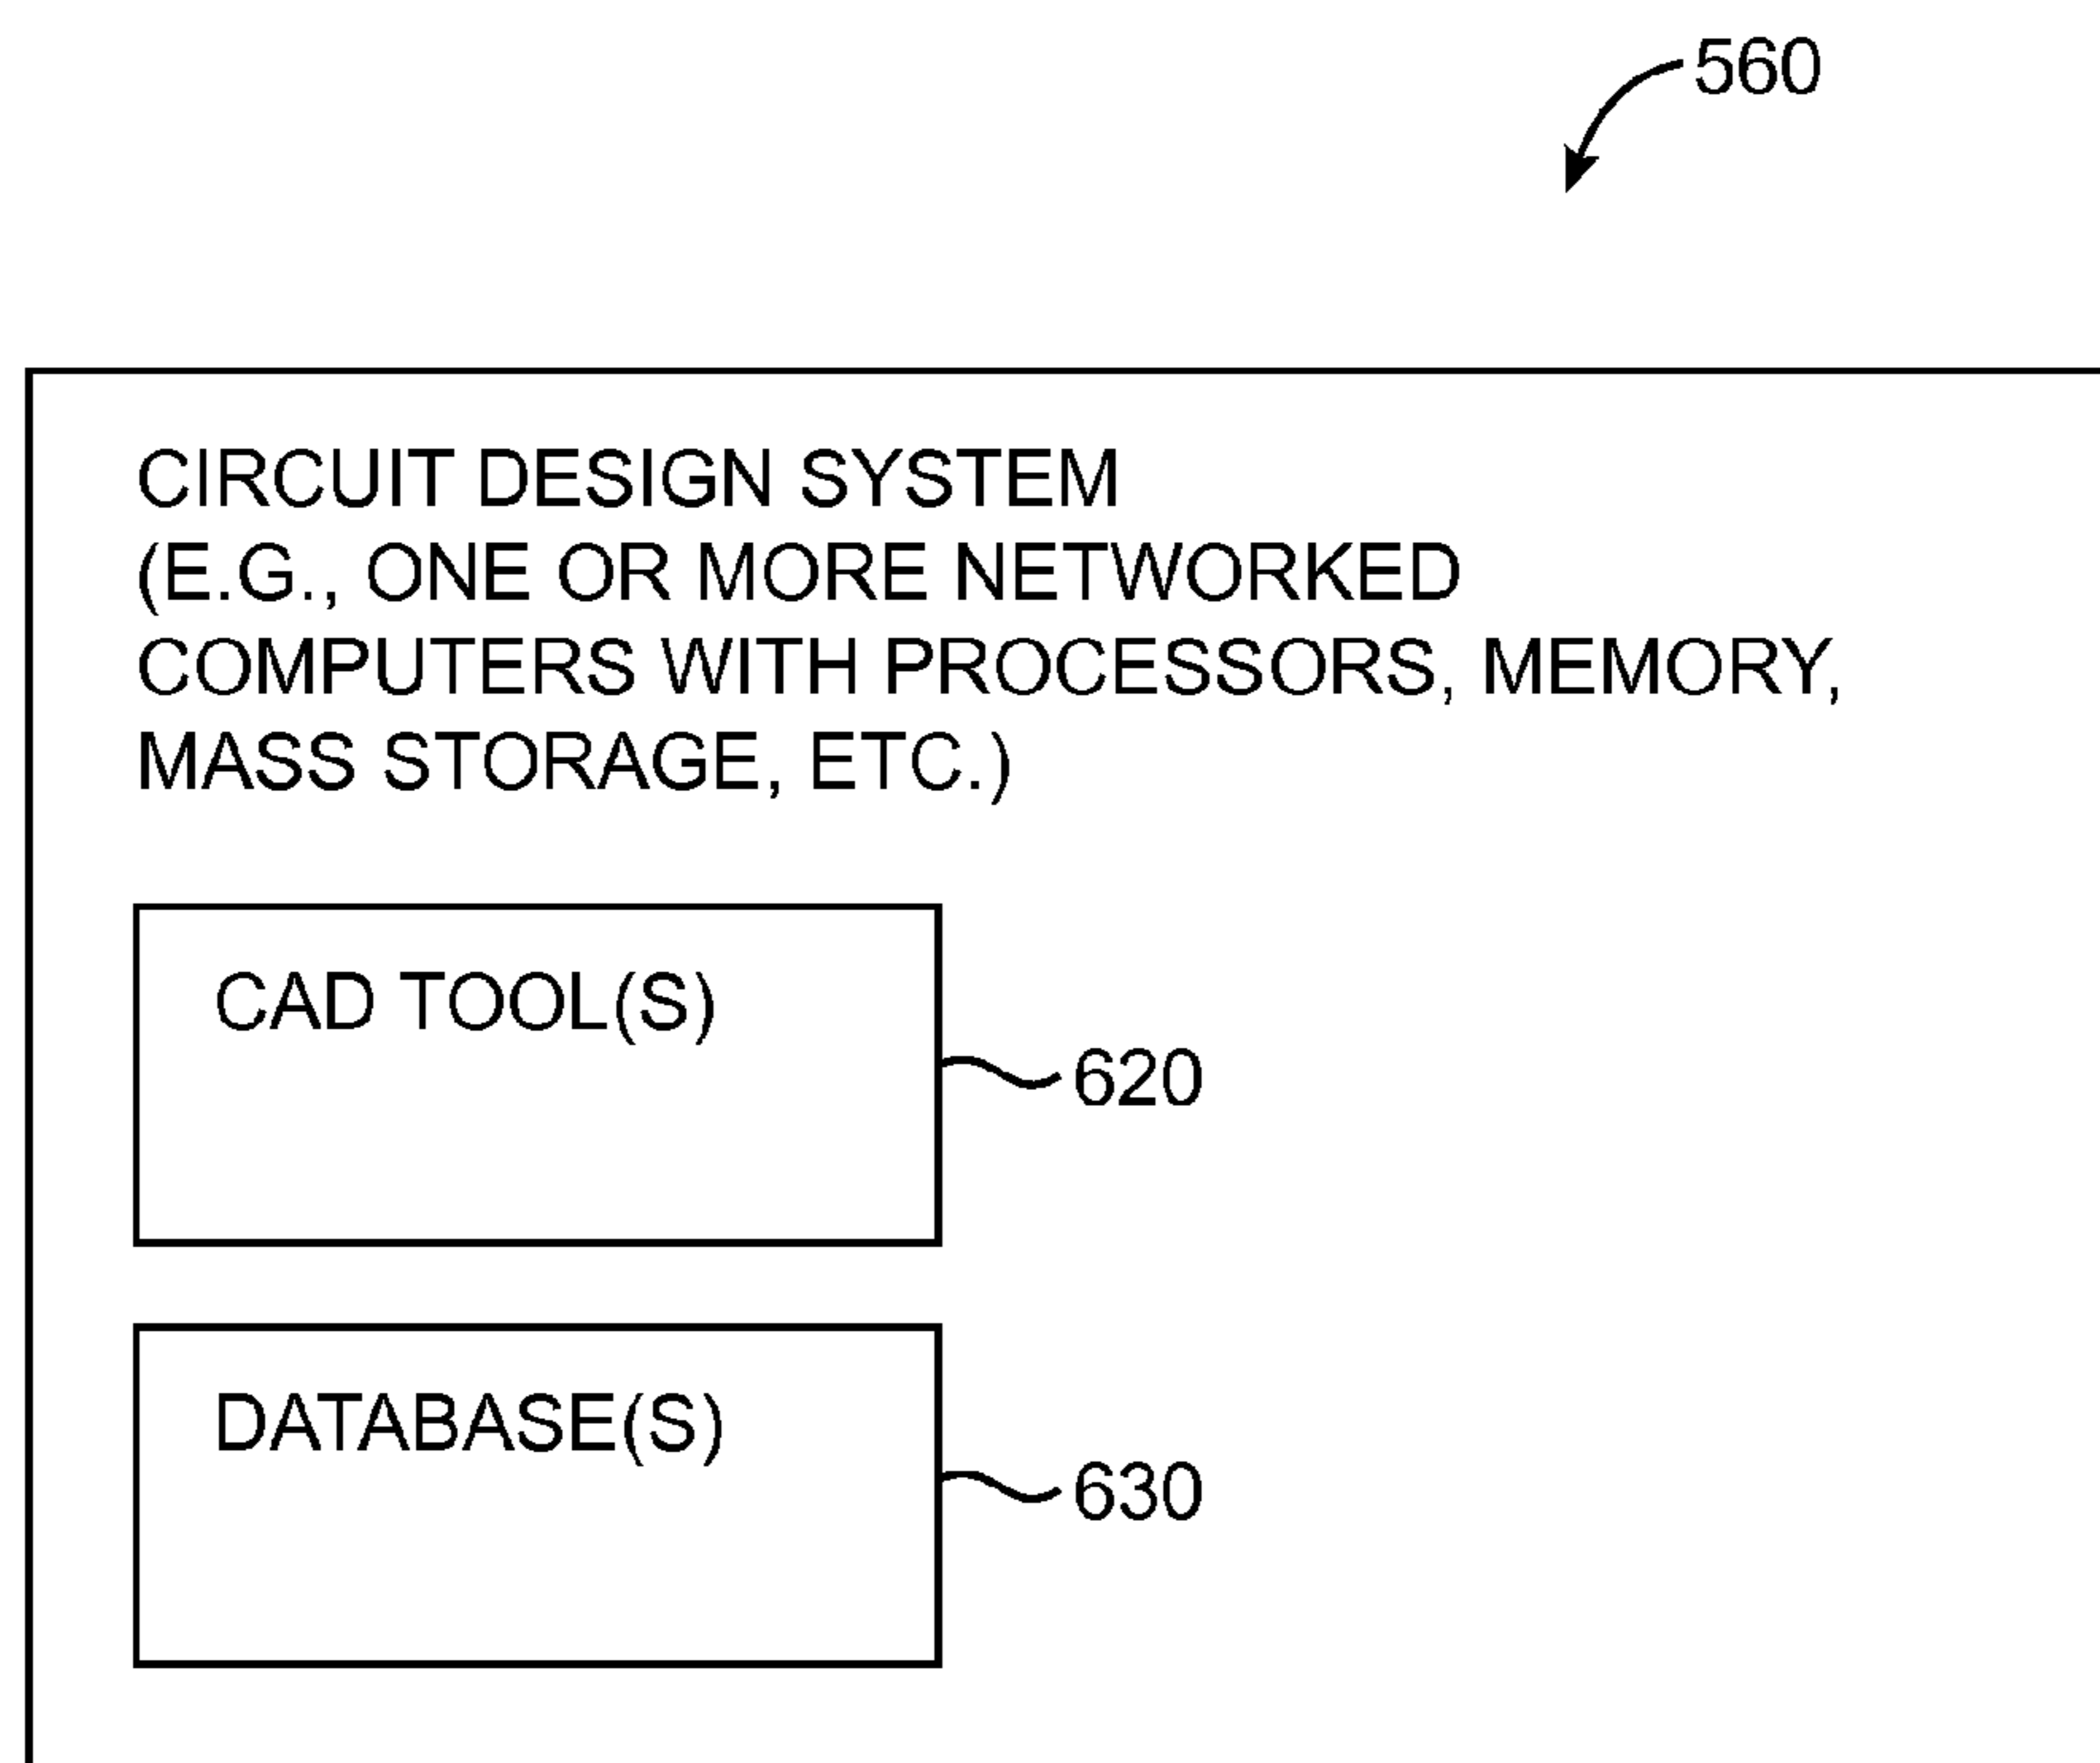 560
CIRCUIT DESIGN SYSTEM
(E.G., ONE OR MORE NETWORKED
COMPUTERS WITH PROCESSORS, MEMORY,
MASS STORAGE, ETC.)
CAD TOOL(S)
620
DATABASE(S)
630